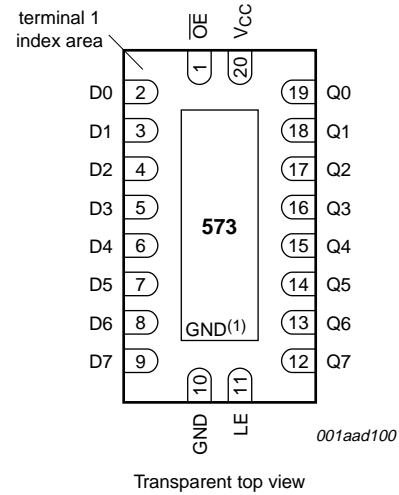 terminal 1
index area
OE
VCC
1
20
D0 2 19 Q0
D1 3 18 Q1
D2 4 17 Q2
D3 5 16 Q3
D4 6 573 15 Q4
D5 7 14 Q5
D6 8 GND(1) 13 Q6
D7 9 12 Q7
10
11
GND
LE
001aad100
Transparent top view